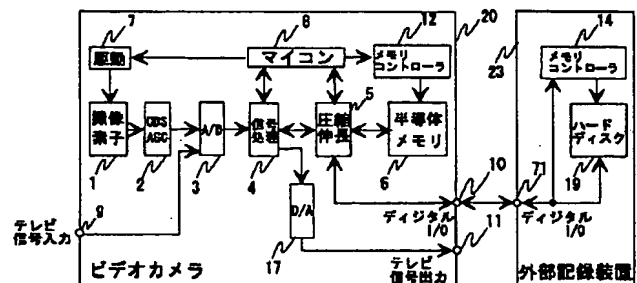 7
8
12
20
14
駆動
マイコン
メモリ
コントローラ
23
メモリ
コントローラ
5
撮像
素子
CDS
AGC
A/D
信号
処理
圧縮
伸長
半導体
メモリ
ハード
ディスク
1
2
3
4
6
10
19
71
9
D/A
ディジタル
I/O
11
ディジタル
I/O
テレビ
信号入力
17
テレビ
信号出力
ビデオカメラ
外部記録装置